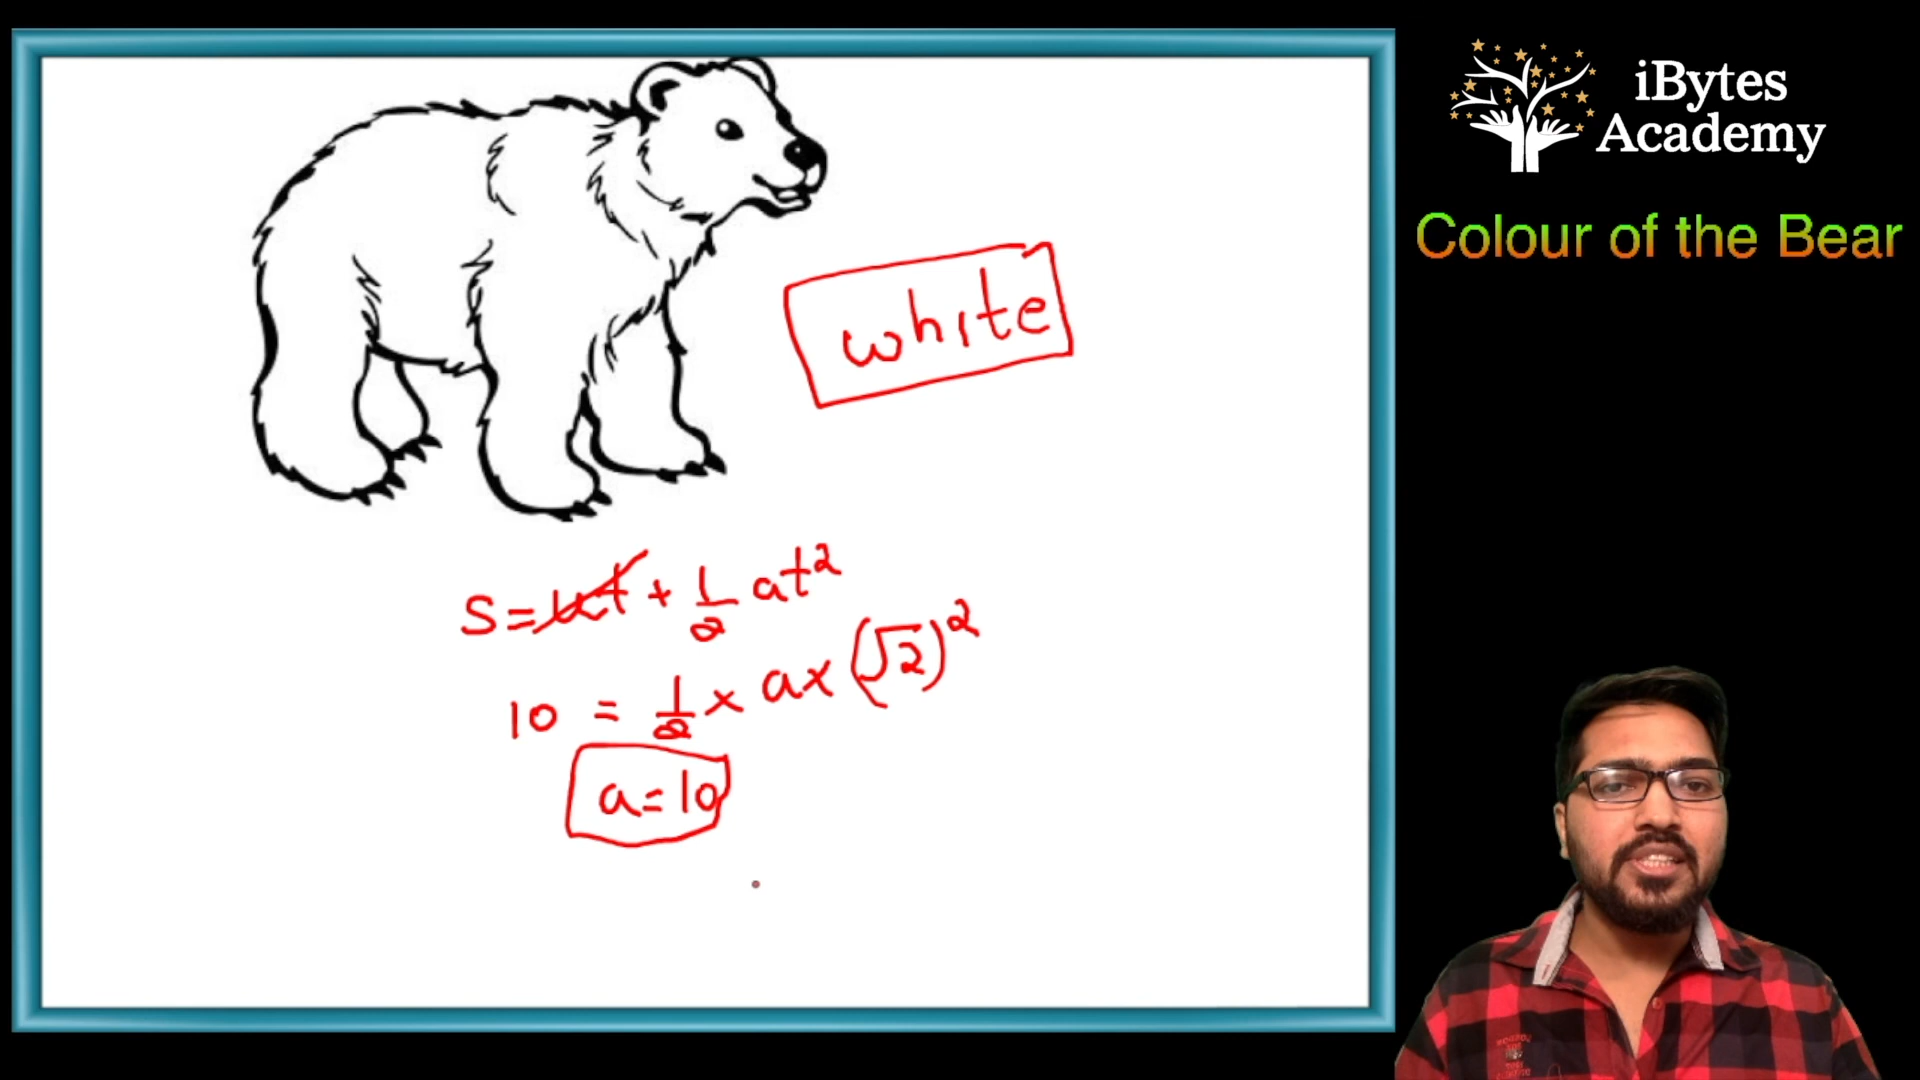 iBytes
Academy
Colour of the Bear
white
S = ut + 1/2 at²
10 = 1/2 × a × (√2)²
a = 10